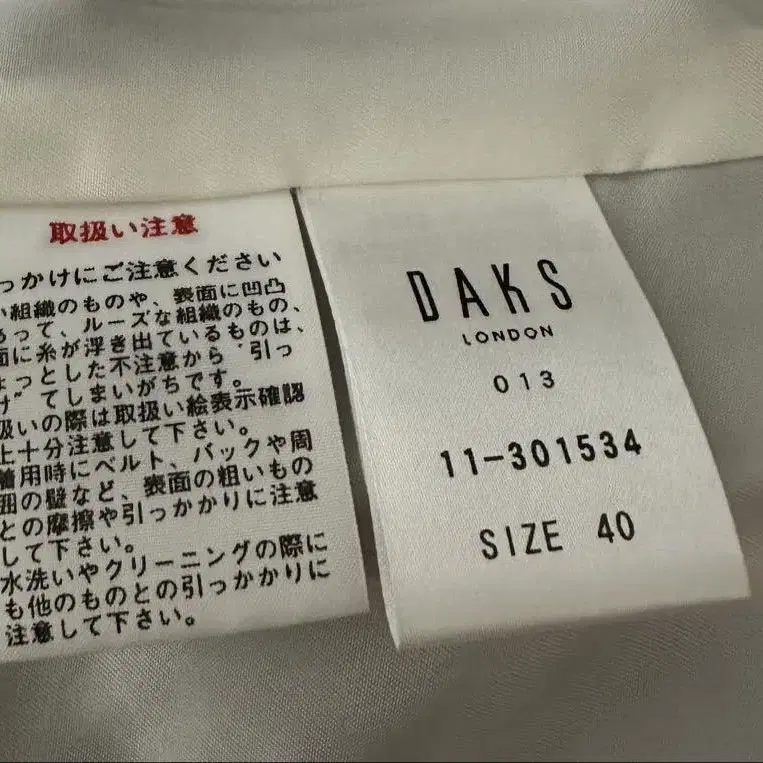 取扱い注意
っかけにご注意ください
い組織のものや、表面に凹凸
あって、ルーズな組織のもの、
面に糸が浮き出ているものは、
ょっとした不注意から“引っ
け”てしまいがちです。
扱いの際は取扱い絵表示確認
上十分注意して下さい。
着用時にベルト、バックや周
囲の壁など、表面の粗いもの
との摩擦や引っかかりに注意
して下さい。
水洗いやクリーニングの際に
も他のものとの引っかかりに
注意して下さい。
DAKS
LONDON
013
11-301534
SIZE 40